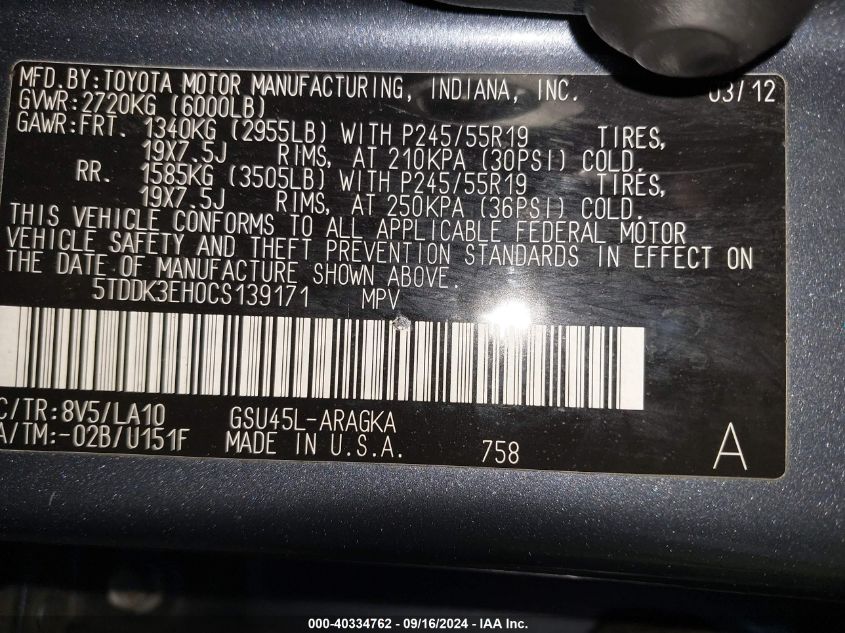 MFD. BY: TOYOTA MOTOR MANUFACTURING, INDIANA, INC. 03/12
GVWR: 2720KG (6000LB)
GAWR: FRT. 1340KG (2955LB) WITH P245/55R19 TIRES,
19X7.5J RIMS, AT 210KPA (30PSI) COLD.
RR. 1585KG (3505LB) WITH P245/55R19 TIRES,
19X7.5J RIMS, AT 250KPA (36PSI) COLD.
THIS VEHICLE CONFORMS TO ALL APPLICABLE FEDERAL MOTOR
VEHICLE SAFETY AND THEFT PREVENTION STANDARDS IN EFFECT ON
THE DATE OF MANUFACTURE SHOWN ABOVE.
5TDDK3EH0CS139171 MPV
C/TR: 8V5/LA10 GSU45L-ARAGKA
A/TM: -02B/U151F MADE IN U.S.A. 758 A
000-40334762 - 09/16/2024 - IAA Inc.